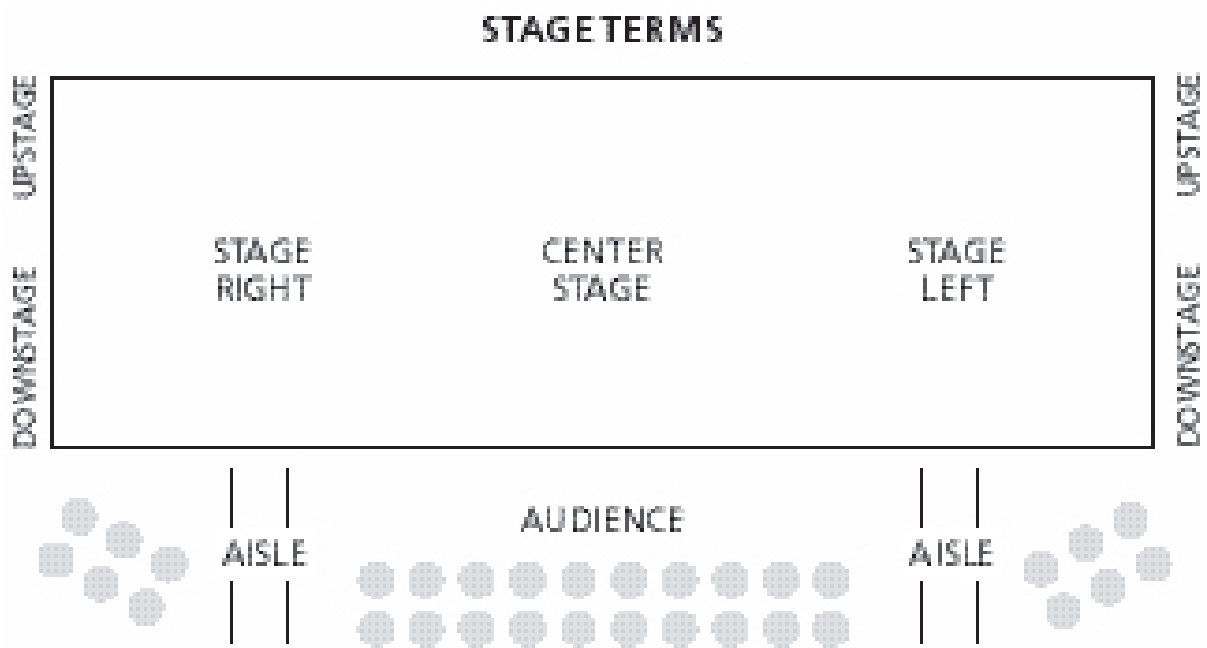 STAGE TERMS
UPSTAGE
UPSTAGE
STAGE
RIGHT
CENTER
STAGE
STAGE
LEFT
DOWNSTAGE
DOWNSTAGE
AUDIENCE
AISLE
AISLE